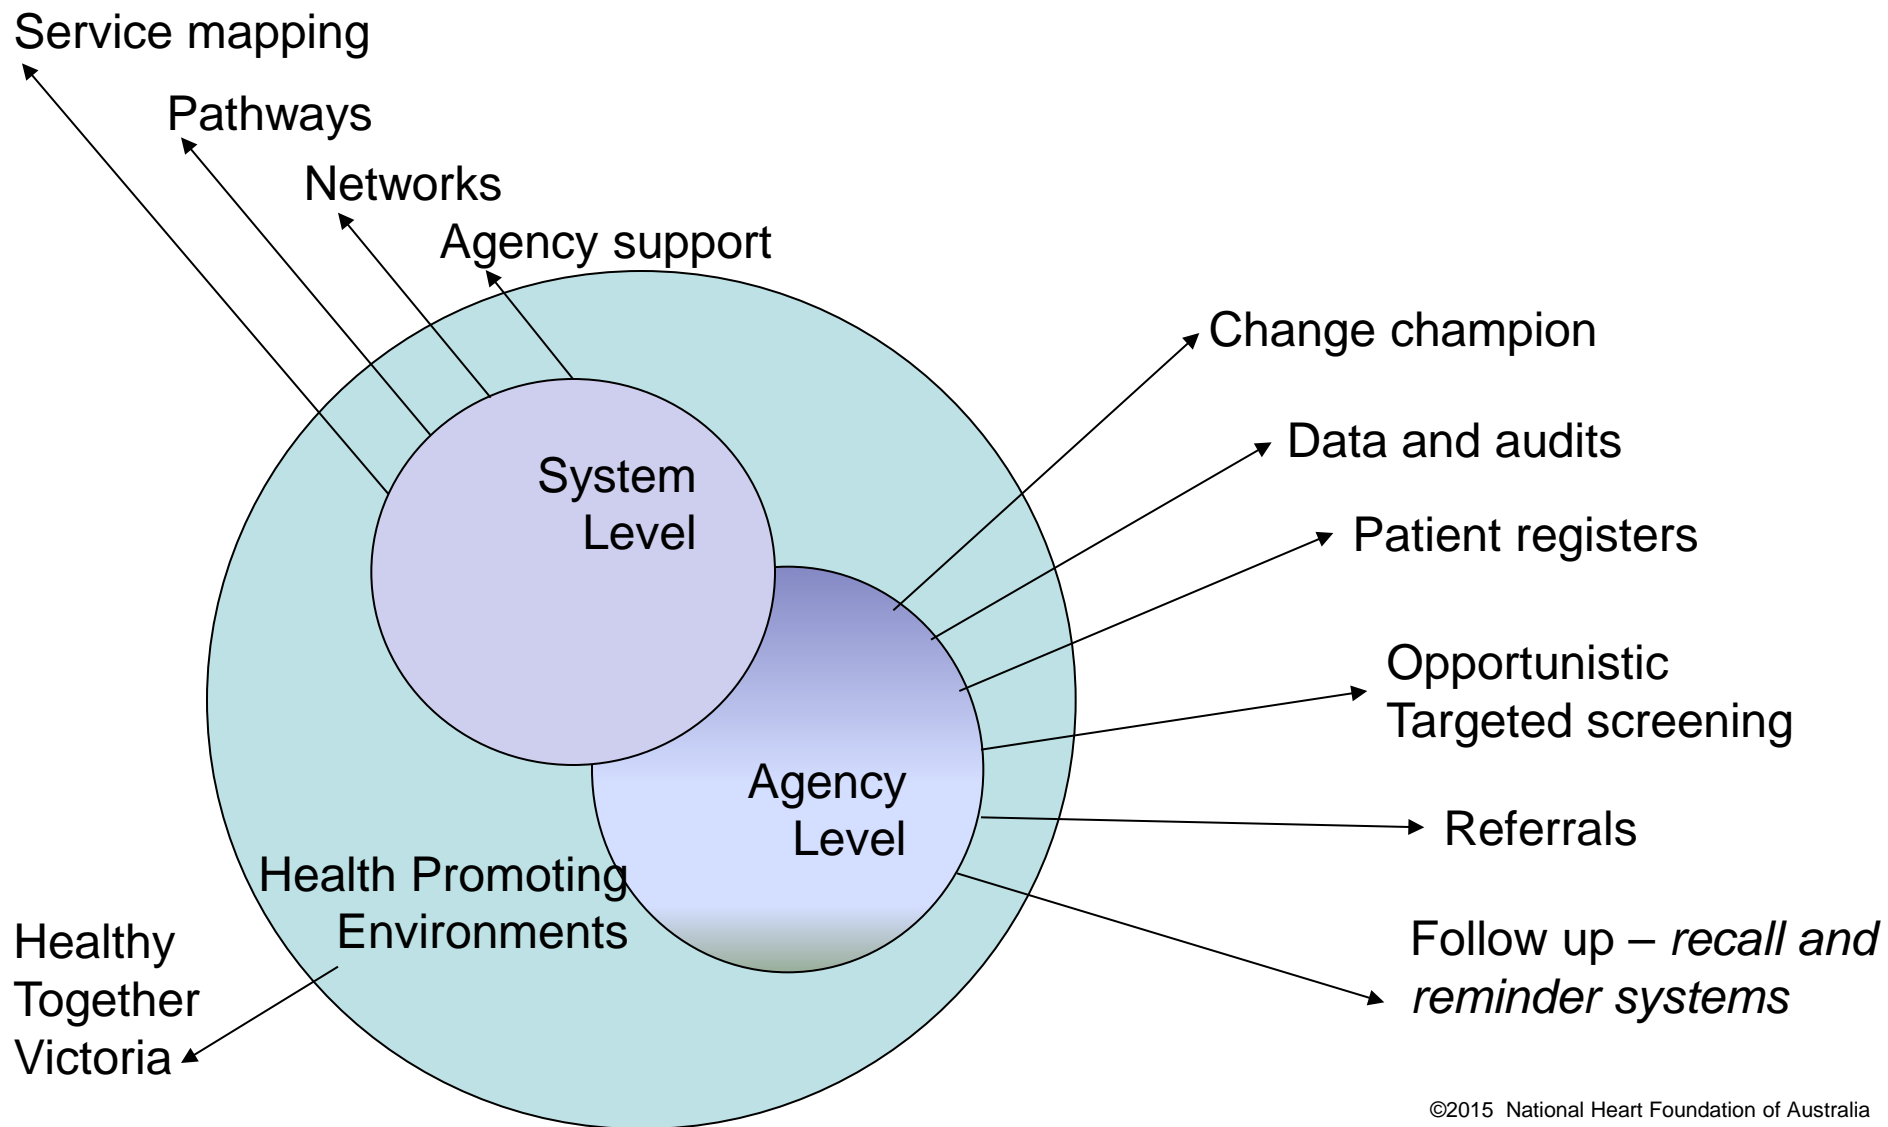 Service mapping
Pathways
Networks
Agency support
Change champion
Data and audits
System
Level
Patient registers
Opportunistic
Targeted screening
Agency
Level
Referrals
Health Promoting
Environments
Healthy
Together
Victoria
Follow up – recall and
reminder systems
©2015 National Heart Foundation of Australia